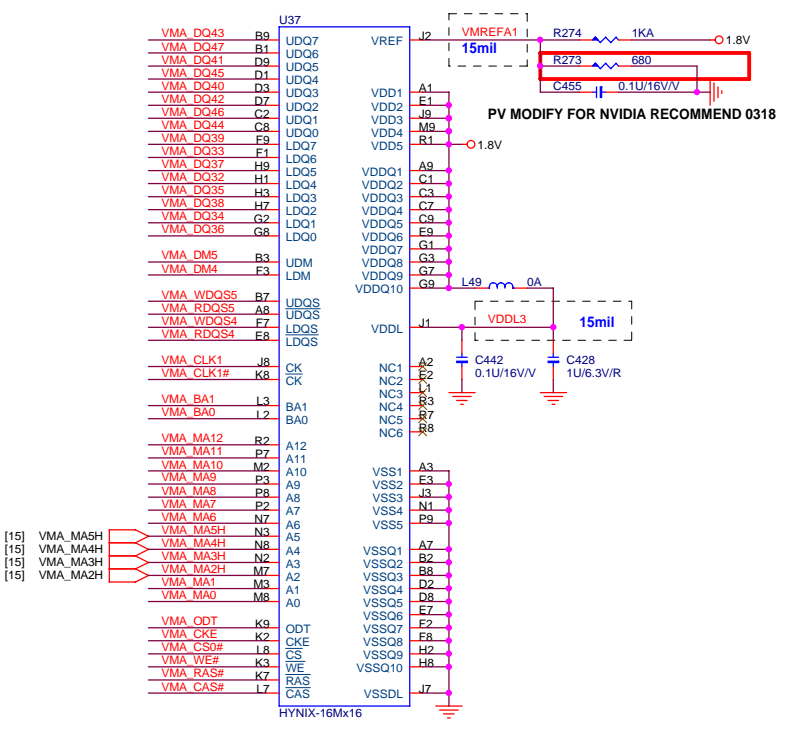 U37
VMA_DQ43 B9 UDQ7
VMA_DQ47 B1 UDQ6
VMA_DQ41 D9 UDQ5
VMA_DQ45 D1 UDQ4
VMA_DQ40 D3 UDQ3
VMA_DQ42 D7 UDQ2
VMA_DQ46 C2 UDQ1
VMA_DQ44 C8 UDQ0
VMA_DQ39 F9 LDQ7
VMA_DQ33 F1 LDQ6
VMA_DQ37 H9 LDQ5
VMA_DQ32 H1 LDQ4
VMA_DQ35 H3 LDQ3
VMA_DQ38 H7 LDQ2
VMA_DQ34 G2 LDQ1
VMA_DQ36 G8 LDQ0
VMA_DM5 B3 UDM
VMA_DM4 F3 LDM
VMA_WDQS5 B7 UDQS
VMA_RDQS5 A8 UDQS
VMA_WDQS4 F7 LDQS
VMA_RDQS4 E8 LDQS
VMA_CLK1 J8 CK
VMA_CLK1# K8 CK
VMA_BA1 L3 BA1
VMA_BA0 L2 BA0
VMA_MA12 R2 A12
VMA_MA11 P7 A11
VMA_MA10 M2 A10
VMA_MA9 P3 A9
VMA_MA8 P8 A8
VMA_MA7 P2 A7
VMA_MA6 N7 A6
[15] VMA_MA5H VMA_MA5H N3 A5
[15] VMA_MA4H VMA_MA4H N8 A4
[15] VMA_MA3H VMA_MA3H N2 A3
[15] VMA_MA2H VMA_MA2H M7 A2
VMA_MA1 M3 A1
VMA_MA0 M8 A0
VMA_ODT K9 ODT
VMA_CKE K2 CKE
VMA_CS0# L8 CS
VMA_WE# K3 WE
VMA_RAS# K7 RAS
VMA_CAS# L7 CAS
HYNIX-16Mx16
VREF J2 VMREFA1
15mil
R274 1KA 1.8V
R273 680
C455 0.1U/16V/V
PV MODIFY FOR NVIDIA RECOMMEND 0318
VDD1 A1
VDD2 E1
VDD3 J9
VDD4 M9
VDD5 R1
1.8V
VDDQ1 A9
VDDQ2 C1
VDDQ3 C3
VDDQ4 C7
VDDQ5 C9
VDDQ6 E9
VDDQ7 G1
VDDQ8 G3
VDDQ9 G7
VDDQ10 G9
L49 0A
VDDL J1
VDDL3 15mil
C442
0.1U/16V/V
C428
1U/6.3V/R
NC1 A2
NC2 E2
NC3 L1
NC4 R3
NC5 R7
NC6 R8
VSS1 A3
VSS2 E3
VSS3 J3
VSS4 N1
VSS5 P9
VSSQ1 A7
VSSQ2 B2
VSSQ3 B8
VSSQ4 D2
VSSQ5 D8
VSSQ6 E7
VSSQ7 F2
VSSQ8 F8
VSSQ9 H2
VSSQ10 H8
VSSDL J7